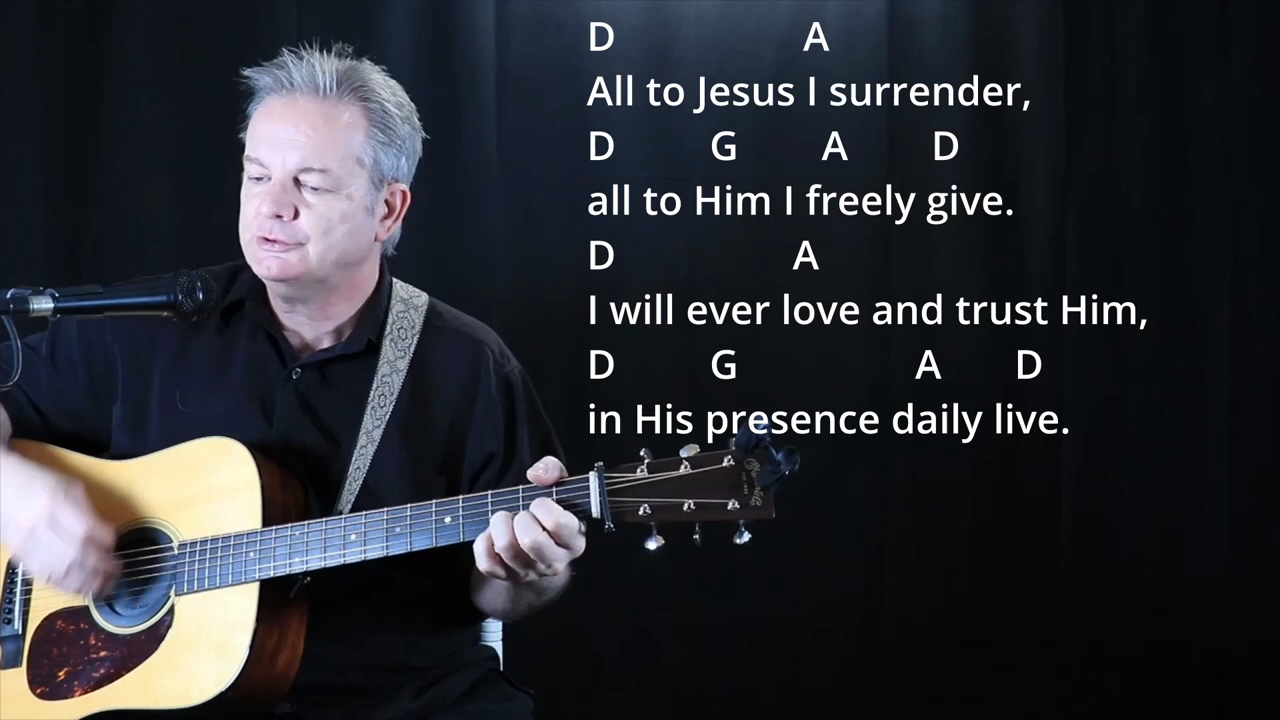 D A
All to Jesus I surrender,
D G A D
all to Him I freely give.
D A
I will ever love and trust Him,
D G A D
in His presence daily live.